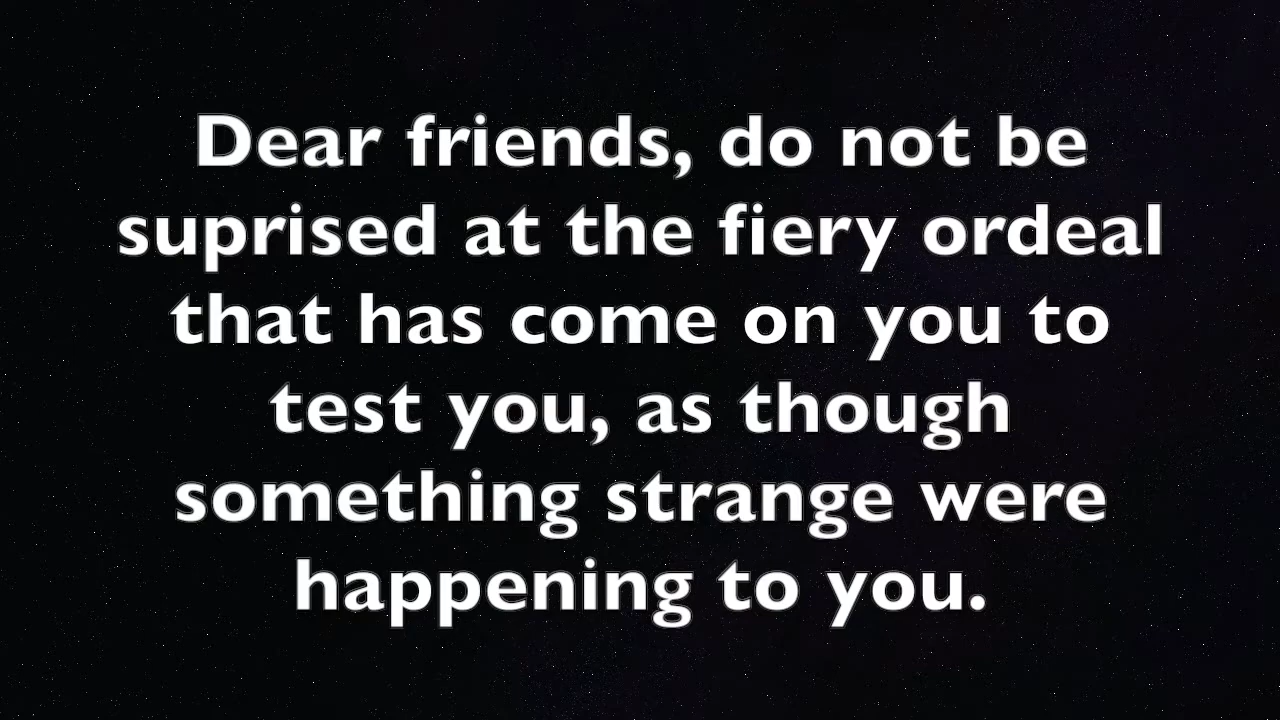 Dear friends, do not be
suprised at the fiery ordeal
that has come on you to
test you, as though
something strange were
happening to you.